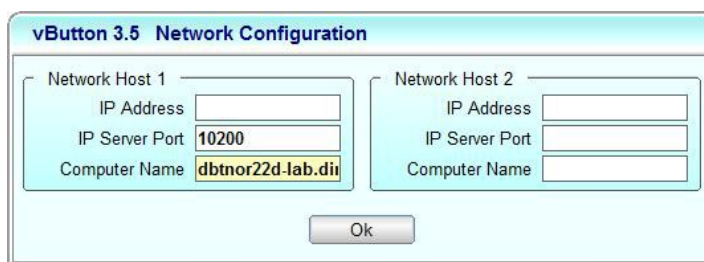 vButton 3.5 Network Configuration
Network Host 1
IP Address
IP Server Port 10200
Computer Name dbtnor22d-lab.dir
Network Host 2
IP Address
IP Server Port
Computer Name
Ok